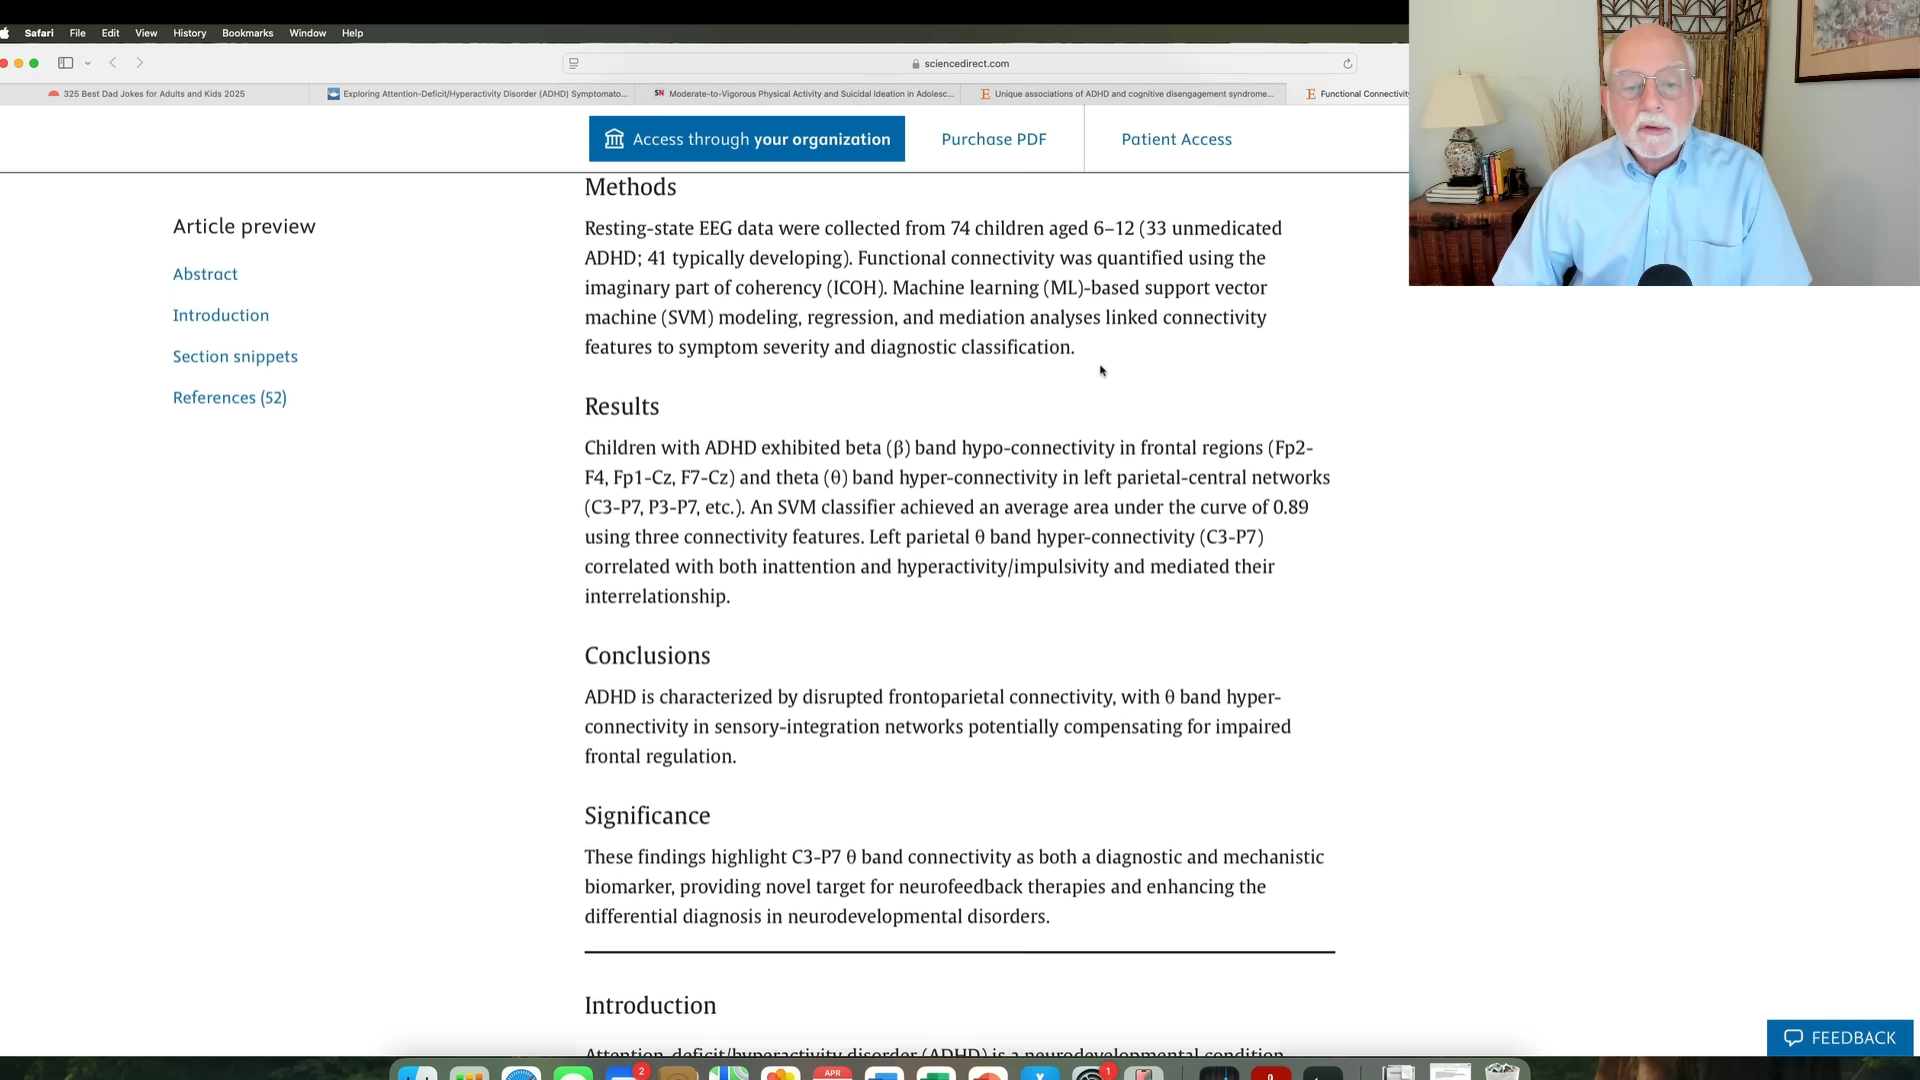 Safari File Edit View History Bookmarks Window Help
sciencedirect.com
325 Best Dad Jokes for Adults and Kids 2025
Exploring Attention-Deficit/Hyperactivity Disorder (ADHD) Symptomato...
SN Moderate-to-Vigorous Physical Activity and Suicidal Ideation in Adolesc...
E Unique associations of ADHD and cognitive disengagement syndrome...
E Functional Connectivity
Access through your organization
Purchase PDF
Patient Access
Article preview
Abstract
Introduction
Section snippets
References (52)
Methods
Resting-state EEG data were collected from 74 children aged 6–12 (33 unmedicated
ADHD; 41 typically developing). Functional connectivity was quantified using the
imaginary part of coherency (ICOH). Machine learning (ML)-based support vector
machine (SVM) modeling, regression, and mediation analyses linked connectivity
features to symptom severity and diagnostic classification.
Results
Children with ADHD exhibited beta (β) band hypo-connectivity in frontal regions (Fp2-
F4, Fp1-Cz, F7-Cz) and theta (θ) band hyper-connectivity in left parietal-central networks
(C3-P7, P3-P7, etc.). An SVM classifier achieved an average area under the curve of 0.89
using three connectivity features. Left parietal θ band hyper-connectivity (C3-P7)
correlated with both inattention and hyperactivity/impulsivity and mediated their
interrelationship.
Conclusions
ADHD is characterized by disrupted frontoparietal connectivity, with θ band hyper-
connectivity in sensory-integration networks potentially compensating for impaired
frontal regulation.
Significance
These findings highlight C3-P7 θ band connectivity as both a diagnostic and mechanistic
biomarker, providing novel target for neurofeedback therapies and enhancing the
differential diagnosis in neurodevelopmental disorders.
Introduction
Attention-deficit/hyperactivity disorder (ADHD) is a neurodevelopmental condition
FEEDBACK
2
APR
1